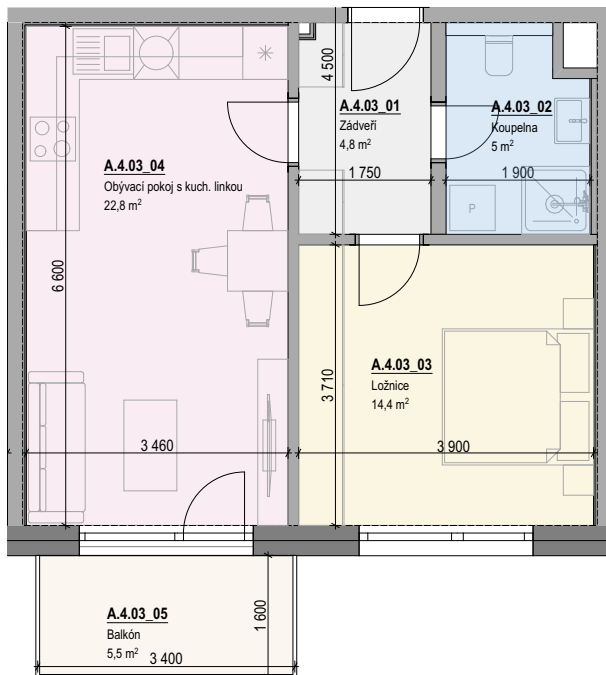 4 500
A.4.03_01
Zádveří
4,8 m²
1 750
A.4.03_02
Koupelna
5 m²
1 900
P
A.4.03_04
Obývací pokoj s kuch. linkou
22,8 m²
6 600
3 460
A.4.03_03
Ložnice
14,4 m²
3 710
3 900
A.4.03_05
Balkón
5,5 m²
3 400
1 600